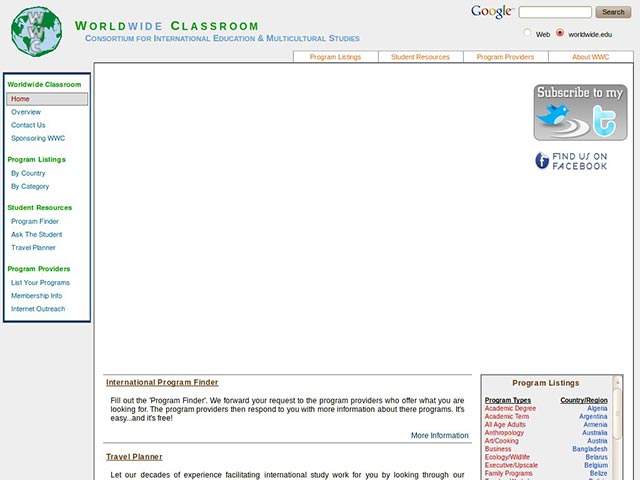 WORLDWIDE CLASSROOM
CONSORTIUM FOR INTERNATIONAL EDUCATION & MULTICULTURAL STUDIES
WWC
Google™ Search
Web worldwide.edu
Program Listings Student Resources Program Providers About WWC
Worldwide Classroom
Home
Overview
Contact Us
Sponsoring WWC
Program Listings
By Country
By Category
Student Resources
Program Finder
Ask The Student
Travel Planner
Program Providers
List Your Programs
Membership Info
Internet Outreach
Subscribe to my
t
f FIND US ON
FACEBOOK
International Program Finder
Fill out the 'Program Finder'. We forward your request to the program providers who offer what you are
looking for. The program providers then respond to you with more information about there programs. It's
easy...and it's free!
More Information
Travel Planner
Let our decades of experience facilitating international study work for you by looking through our
Program Listings
Program Types Country/Region
Academic Degree Algeria
Academic Term Argentina
All Age Adults Armenia
Anthropology Australia
Art/Cooking Austria
Business Bangladesh
Ecology/Wildlife Belarus
Executive/Upscale Belgium
Family Programs Belize